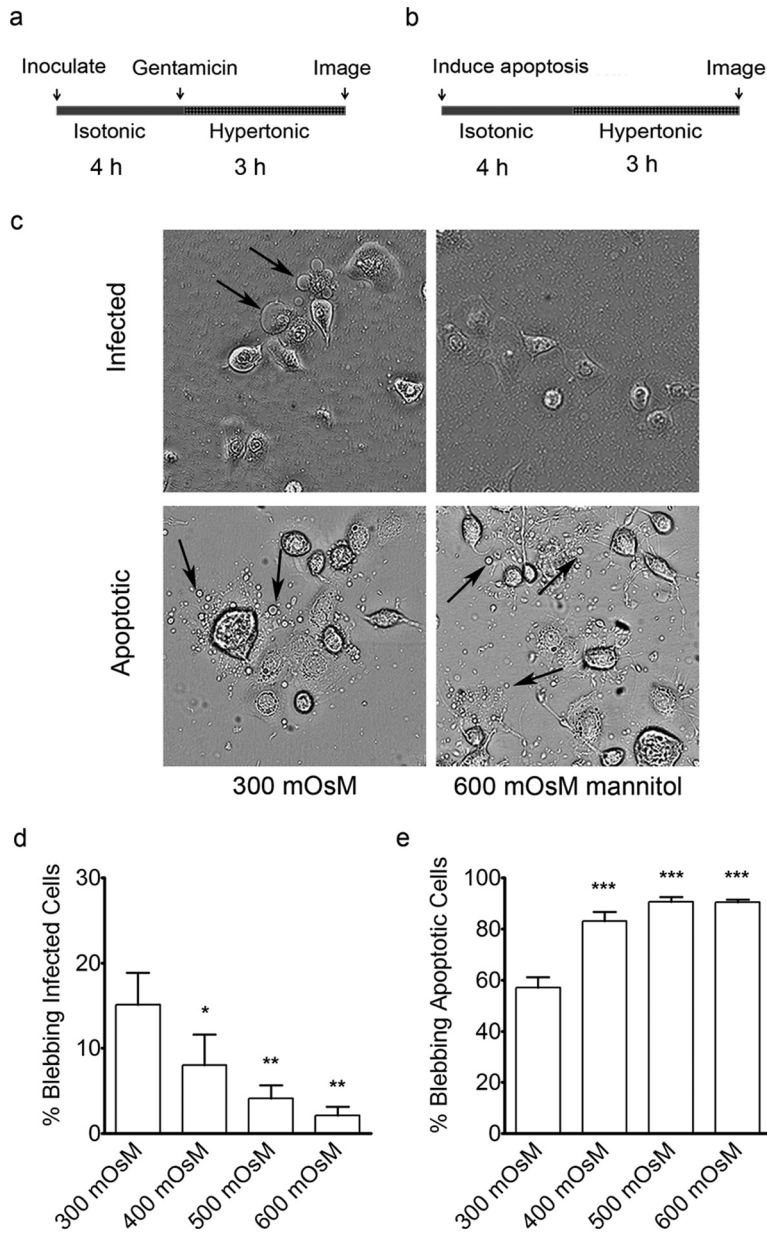 a
Inoculate Gentamicin Image
Isotonic Hypertonic
4 h 3 h
b
Induce apoptosis Image
Isotonic Hypertonic
4 h 3 h
c
Infected
Apoptotic
300 mOsM 600 mOsM mannitol
d
% Blebbing Infected Cells
30
20
10
0
*
**
**
300 mOsM
400 mOsM
500 mOsM
600 mOsM
e
% Blebbing Apoptotic Cells
100
80
60
40
20
0
***
***
***
300 mOsM
400 mOsM
500 mOsM
600 mOsM